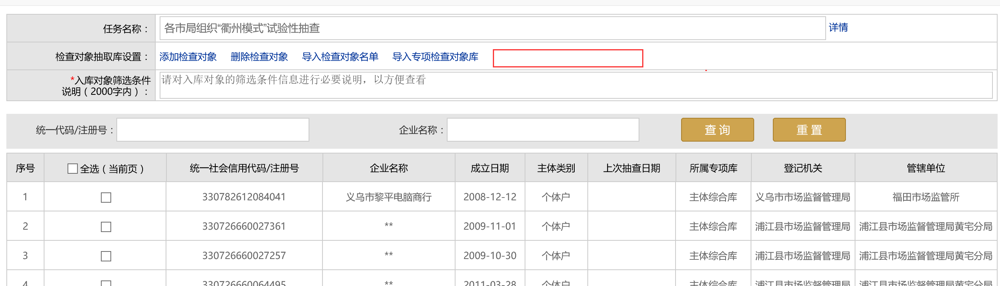 任务名称： 各市局组织“衢州模式”试验性抽查 详情
检查对象抽取库设置： 添加检查对象 删除检查对象 导入检查对象名单 导入专项检查对象库
*入库对象筛选条件
说明（2000字内）：
请对入库对象的筛选条件信息进行必要说明，以方便查看
统一代码/注册号： 企业名称： 查 询 重 置
序号 全选（当前页） 统一社会信用代码/注册号 企业名称 成立日期 主体类别 上次抽查日期 所属专项库 登记机关 管辖单位
1 330782612084041 义乌市黎平电脑商行 2008-12-12 个体户 主体综合库 义乌市市场监督管理局 福田市场监管所
2 330726660027361 ** 2009-11-01 个体户 主体综合库 浦江县市场监督管理局 浦江县市场监督管理局黄宅分局
3 330726660027257 ** 2009-10-30 个体户 主体综合库 浦江县市场监督管理局 浦江县市场监督管理局黄宅分局
4 330726660064495 ** 2011-03-28 个体户 主体综合库 浦江县市场监督管理局 浦江县市场监督管理局黄宅分局